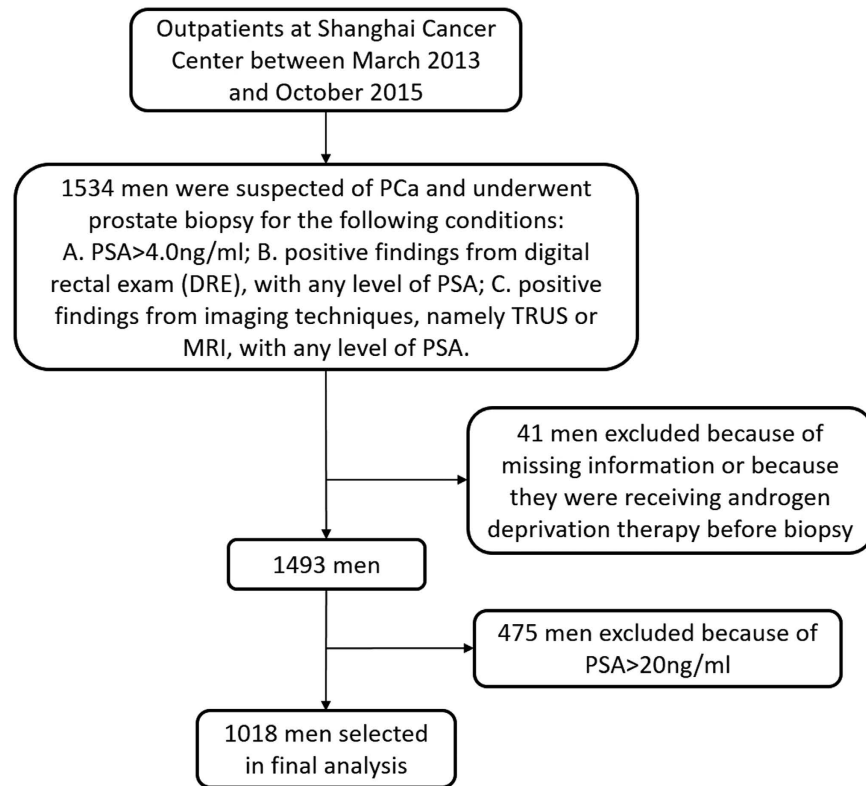 Outpatients at Shanghai Cancer
Center between March 2013
and October 2015
1534 men were suspected of PCa and underwent
prostate biopsy for the following conditions:
A. PSA>4.0ng/ml; B. positive findings from digital
rectal exam (DRE), with any level of PSA; C. positive
findings from imaging techniques, namely TRUS or
MRI, with any level of PSA.
41 men excluded because of
missing information or because
they were receiving androgen
deprivation therapy before biopsy
1493 men
475 men excluded because of
PSA>20ng/ml
1018 men selected
in final analysis